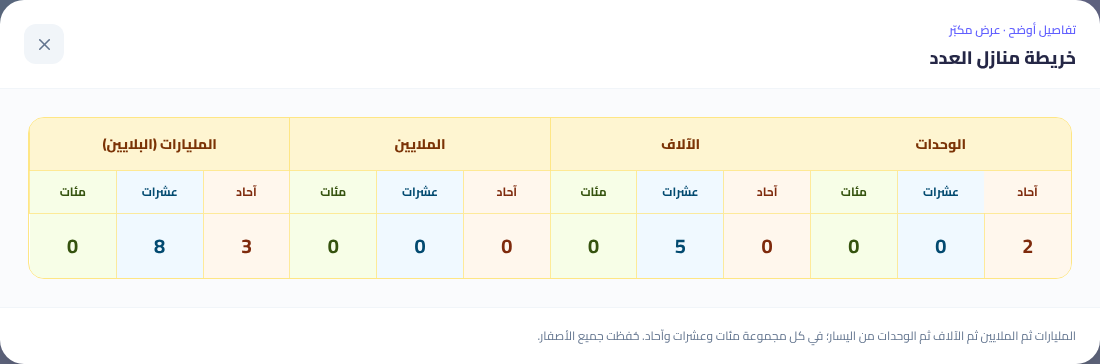 تفاصيل أوضح · عرض مكبّر
خريطة منازل العدد
الوحدات الآلاف الملايين المليارات (البلايين)
آحاد عشرات مئات آحاد عشرات مئات آحاد عشرات مئات آحاد عشرات مئات
2 0 0 0 5 0 0 0 0 3 8 0
المليارات ثم الملايين ثم الآلاف ثم الوحدات من اليسار؛ في كل مجموعة مئات وعشرات وآحاد. حُفظت جميع الأصفار.